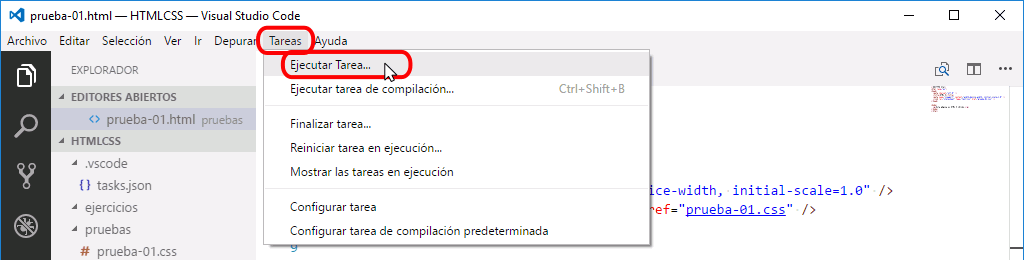 prueba-01.html — HTMLCSS — Visual Studio Code
Archivo Editar Selección Ver Ir Depurar Tareas Ayuda
EXPLORADOR
EDITORES ABIERTOS
<> prueba-01.html pruebas
HTMLCSS
.vscode
{} tasks.json
ejercicios
pruebas
# prueba-01.css
Ejecutar Tarea...
Ejecutar tarea de compilación... Ctrl+Shift+B
Finalizar tarea...
Reiniciar tarea en ejecución...
Mostrar las tareas en ejecución
Configurar tarea
Configurar tarea de compilación predeterminada
ice-width, initial-scale=1.0" />
ref="prueba-01.css" />
9